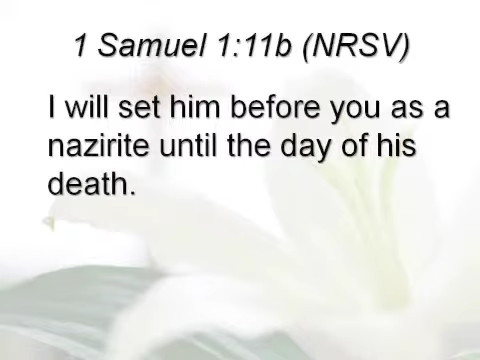 1 Samuel 1:11b (NRSV)
I will set him before you as a
nazirite until the day of his
death.